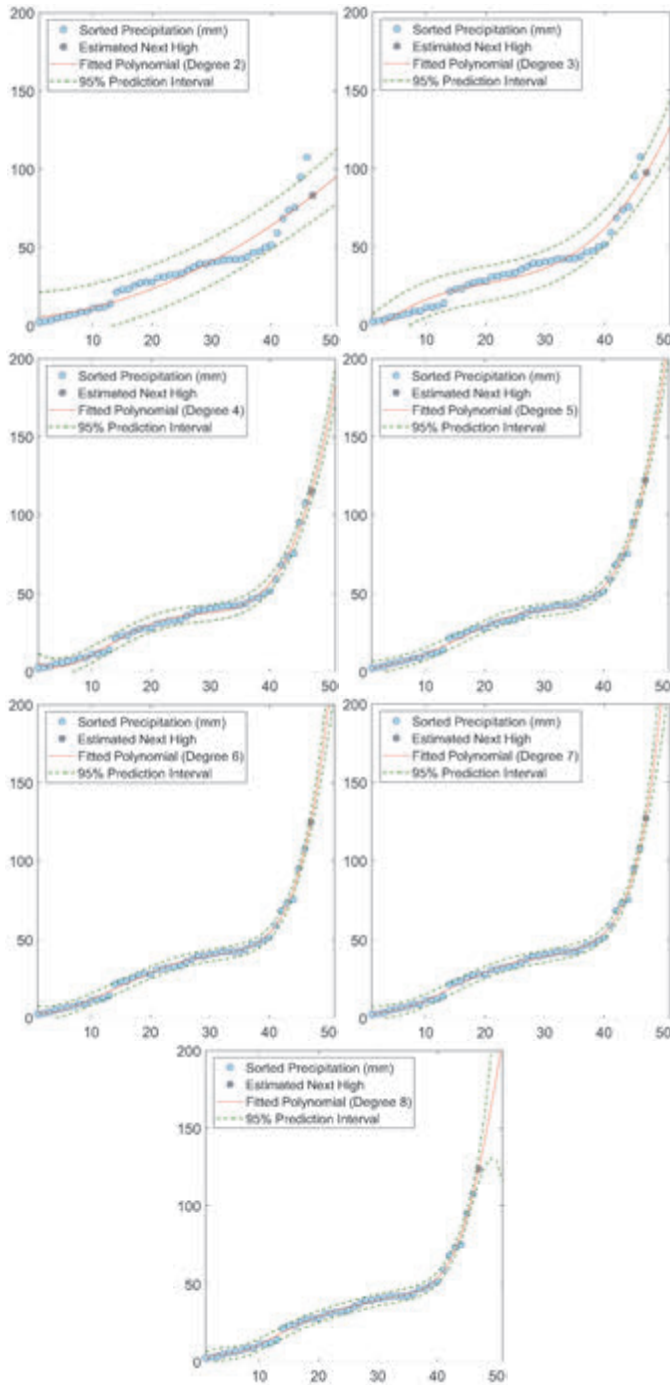 200
150
100
50
0
Sorted Precipitation (mm)
Estimated Next High
Fitted Polynomial (Degree 2)
95% Prediction Interval
10 20 30 40 50
200
150
100
50
0
Sorted Precipitation (mm)
Estimated Next High
Fitted Polynomial (Degree 3)
95% Prediction Interval
10 20 30 40 50
200
150
100
50
0
Sorted Precipitation (mm)
Estimated Next High
Fitted Polynomial (Degree 4)
95% Prediction Interval
10 20 30 40 50
200
150
100
50
0
Sorted Precipitation (mm)
Estimated Next High
Fitted Polynomial (Degree 5)
95% Prediction Interval
10 20 30 40 50
200
150
100
50
0
Sorted Precipitation (mm)
Estimated Next High
Fitted Polynomial (Degree 6)
95% Prediction Interval
10 20 30 40 50
200
150
100
50
0
Sorted Precipitation (mm)
Estimated Next High
Fitted Polynomial (Degree 7)
95% Prediction Interval
10 20 30 40 50
200
150
100
50
0
Sorted Precipitation (mm)
Estimated Next High
Fitted Polynomial (Degree 8)
95% Prediction Interval
10 20 30 40 50